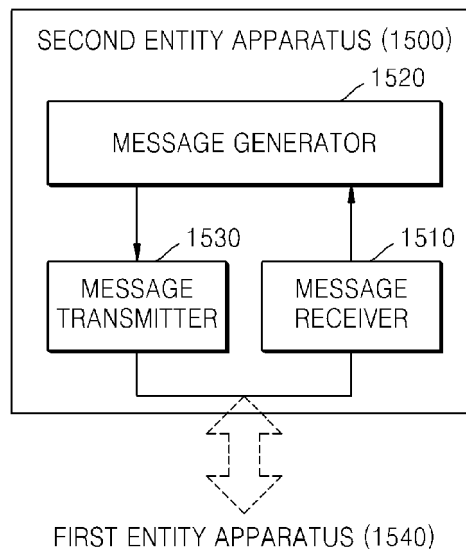 SECOND ENTITY APPARATUS (1500)
1520
MESSAGE GENERATOR
1530
1510
MESSAGE
TRANSMITTER
MESSAGE
RECEIVER
FIRST ENTITY APPARATUS (1540)